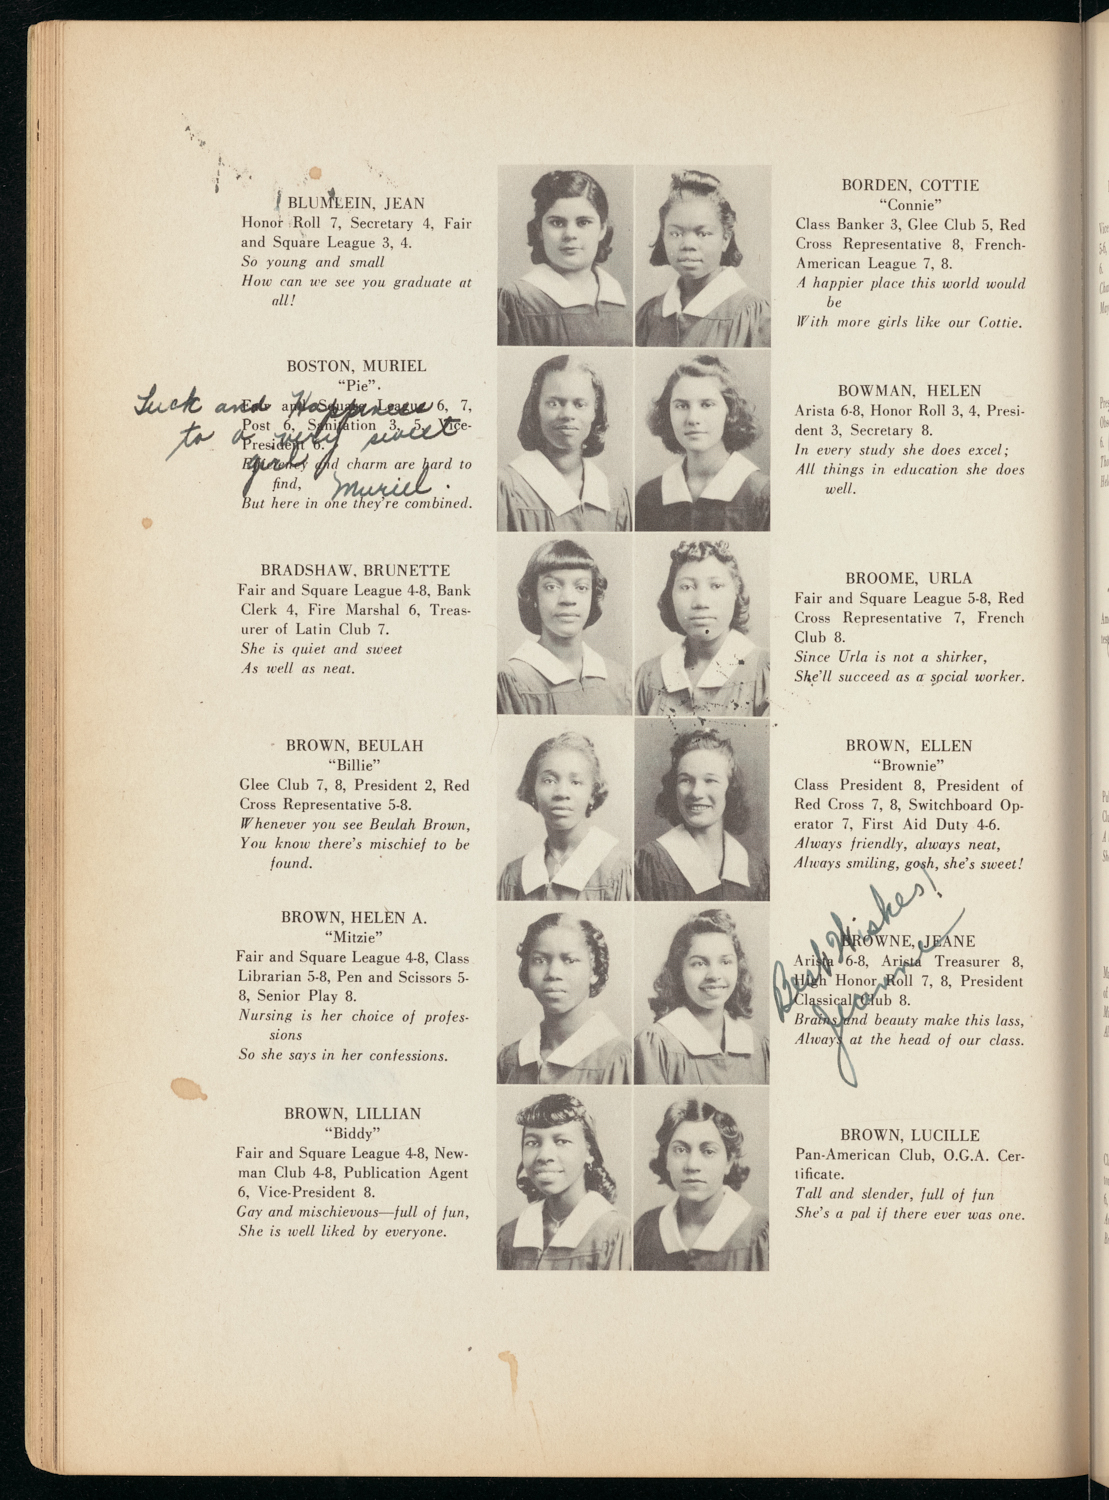 BLUMLEIN, JEAN
Honor Roll 7, Secretary 4, Fair
and Square League 3, 4.
So young and small
How can we see you graduate at
all!
BOSTON, MURIEL
“Pie”.
Fair and Square League 6, 7,
Post 6, Sanitation 3, 5, Vice-
President 6.
Efficiency and charm are hard to
find,
But here in one they're combined.
Luck and Happiness
to a very sweet
girl
Muriel.
BRADSHAW, BRUNETTE
Fair and Square League 4-8, Bank
Clerk 4, Fire Marshal 6, Treas-
urer of Latin Club 7.
She is quiet and sweet
As well as neat.
BROWN, BEULAH
“Billie”
Glee Club 7, 8, President 2, Red
Cross Representative 5-8.
Whenever you see Beulah Brown,
You know there's mischief to be
found.
BROWN, HELEN A.
“Mitzie”
Fair and Square League 4-8, Class
Librarian 5-8, Pen and Scissors 5-
8, Senior Play 8.
Nursing is her choice of profes-
sions
So she says in her confessions.
BROWN, LILLIAN
“Biddy”
Fair and Square League 4-8, New-
man Club 4-8, Publication Agent
6, Vice-President 8.
Gay and mischievous—full of fun,
She is well liked by everyone.
BORDEN, COTTIE
“Connie”
Class Banker 3, Glee Club 5, Red
Cross Representative 8, French-
American League 7, 8.
A happier place this world would
be
With more girls like our Cottie.
BOWMAN, HELEN
Arista 6-8, Honor Roll 3, 4, Presi-
dent 3, Secretary 8.
In every study she does excel;
All things in education she does
well.
BROOME, URLA
Fair and Square League 5-8, Red
Cross Representative 7, French
Club 8.
Since Urla is not a shirker,
She'll succeed as a social worker.
BROWN, ELLEN
“Brownie”
Class President 8, President of
Red Cross 7, 8, Switchboard Op-
erator 7, First Aid Duty 4-6.
Always friendly, always neat,
Always smiling, gosh, she's sweet!
BROWNE, JEANE
Arista 6-8, Arista Treasurer 8,
High Honor Roll 7, 8, President
Classical Club 8.
Brains and beauty make this lass,
Always at the head of our class.
Best Wishes!
Jeanne
BROWN, LUCILLE
Pan-American Club, O.G.A. Cer-
tificate.
Tall and slender, full of fun
She's a pal if there ever was one.